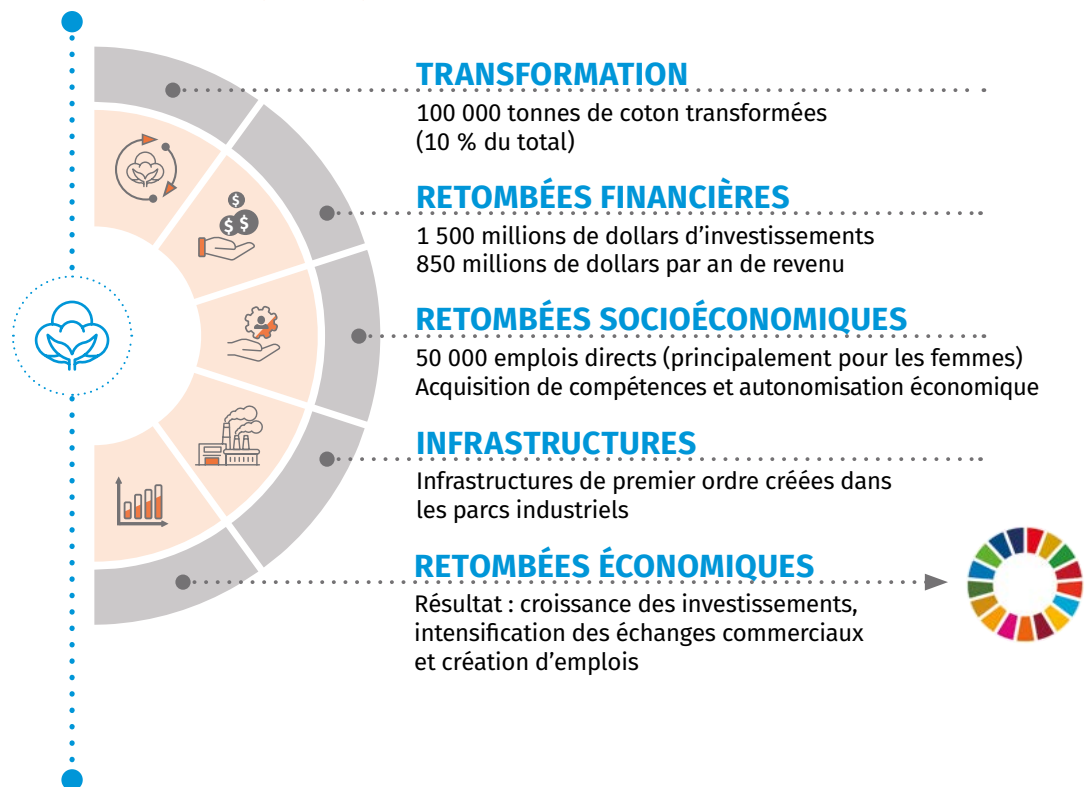 TRANSFORMATION
100 000 tonnes de coton transformées
(10 % du total)
RETOMBÉES FINANCIÈRES
1 500 millions de dollars d’investissements
850 millions de dollars par an de revenu
RETOMBÉES SOCIOÉCONOMIQUES
50 000 emplois directs (principalement pour les femmes)
Acquisition de compétences et autonomisation économique
INFRASTRUCTURES
Infrastructures de premier ordre créées dans
les parcs industriels
RETOMBÉES ÉCONOMIQUES
Résultat : croissance des investissements,
intensification des échanges commerciaux
et création d’emplois
$
$ $